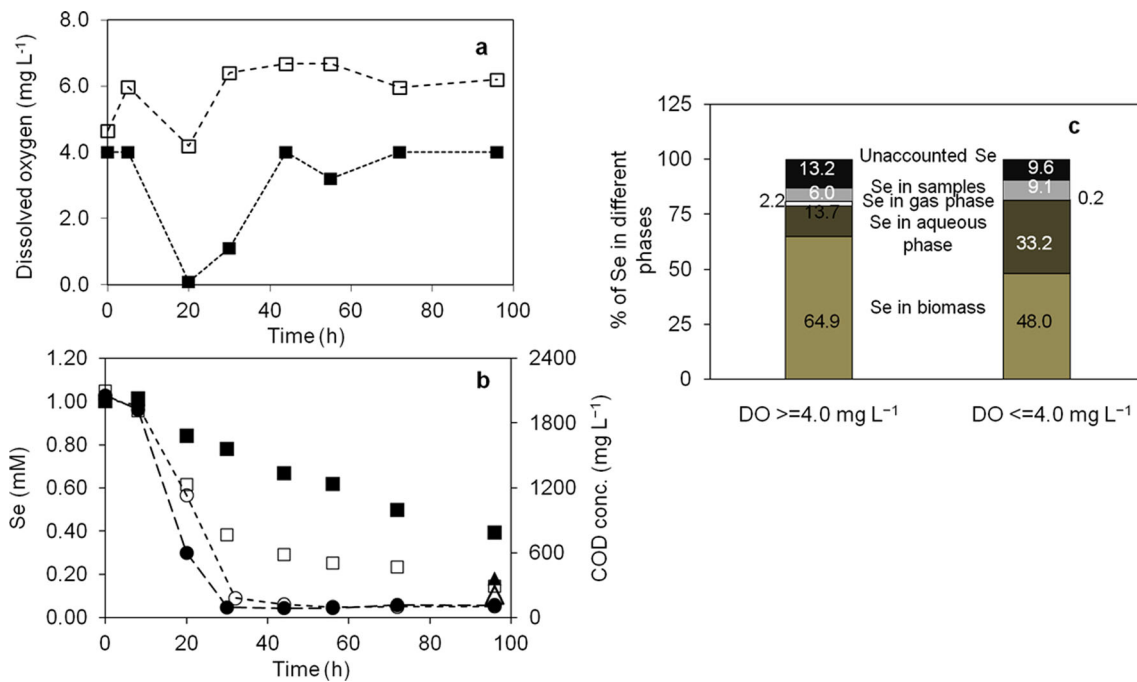 a
Dissolved oxygen (mg L⁻¹)
8.0
6.0
4.0
2.0
0.0
0 20 40 60 80 100
Time (h)
b
Se (mM)
1.20
1.00
0.80
0.60
0.40
0.20
0.00
2400
1800
1200
600
0
COD conc. (mg L⁻¹)
0 20 40 60 80 100
Time (h)
c
% of Se in different
phases
125
100
75
50
25
0
Unaccounted Se
13.2
9.6
Se in samples
6.0
9.1
Se in gas phase
2.2
0.2
Se in aqueous
phase
13.7
33.2
Se in biomass
64.9
48.0
DO >=4.0 mg L⁻¹ DO <=4.0 mg L⁻¹